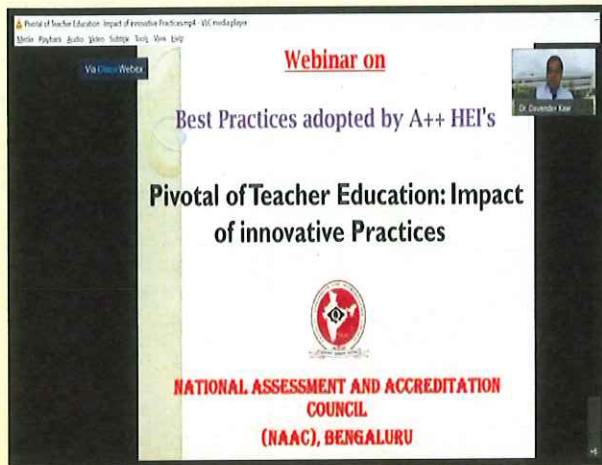 Pivotal of Teacher Education: Impact of innovative Practices.mp4 - VLC media player
Media Playback Audio Video Subtitle Tools View Help
Via Cisco Webex
Webinar on
Dr. Davender Kaw
Best Practices adopted by A++ HEI's
Pivotal of Teacher Education: Impact
of innovative Practices
NATIONAL ASSESSMENT AND ACCREDITATION
COUNCIL
(NAAC), BENGALURU